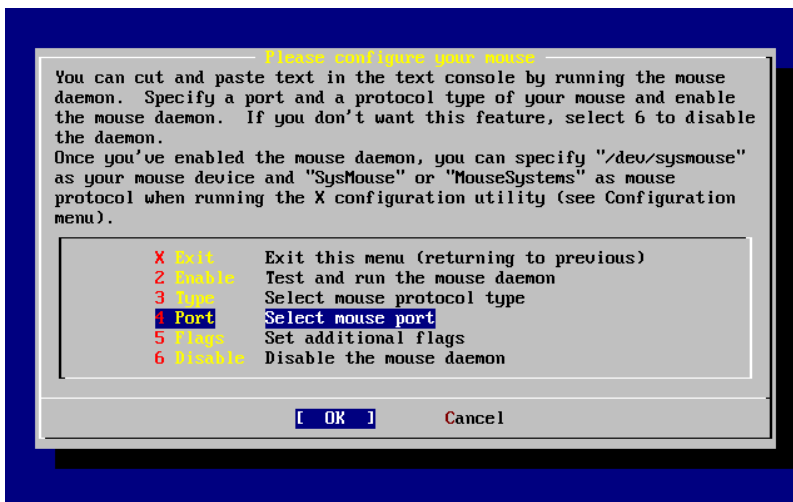 Please configure your mouse
You can cut and paste text in the text console by running the mouse
daemon.  Specify a port and a protocol type of your mouse and enable
the mouse daemon.  If you don't want this feature, select 6 to disable
the daemon.
Once you've enabled the mouse daemon, you can specify "/dev/sysmouse"
as your mouse device and "SysMouse" or "MouseSystems" as mouse
protocol when running the X configuration utility (see Configuration
menu).
X Exit Exit this menu (returning to previous)
2 Enable Test and run the mouse daemon
3 Type Select mouse protocol type
4 Port Select mouse port
5 Flags Set additional flags
6 Disable Disable the mouse daemon
[ OK ] Cancel